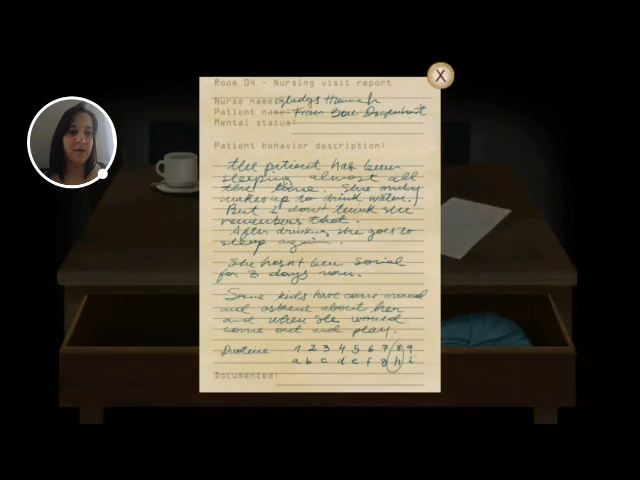 X
Room 04 - Nursing visit report
Nurse name: Gladys Hannah
Patient name:
Mental status:
Patient behavior description:
The patient has been
sleeping almost all
the time. She only
wakes up to drink water.
But I don't think she
remembers that.
After drinking she goes to
sleep again.
She hasn't been social
for 3 days now.
Some kids have come around
and asked about her
and when she would
come out and play.
1 2 3 4 5 6 7 8 9
a b c d e f g h i
Documented: